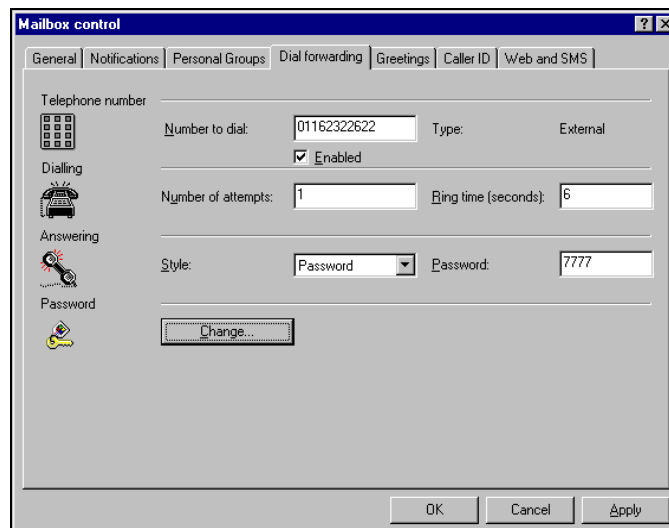 Mailbox control
General Notifications Personal Groups Dial forwarding Greetings Caller ID Web and SMS
Telephone number
Number to dial: 01162322622 Type: External
Enabled
Dialling
Number of attempts: 1 Ring time (seconds): 6
Answering
Style: Password Password: 7777
Password
Change...
OK Cancel Apply